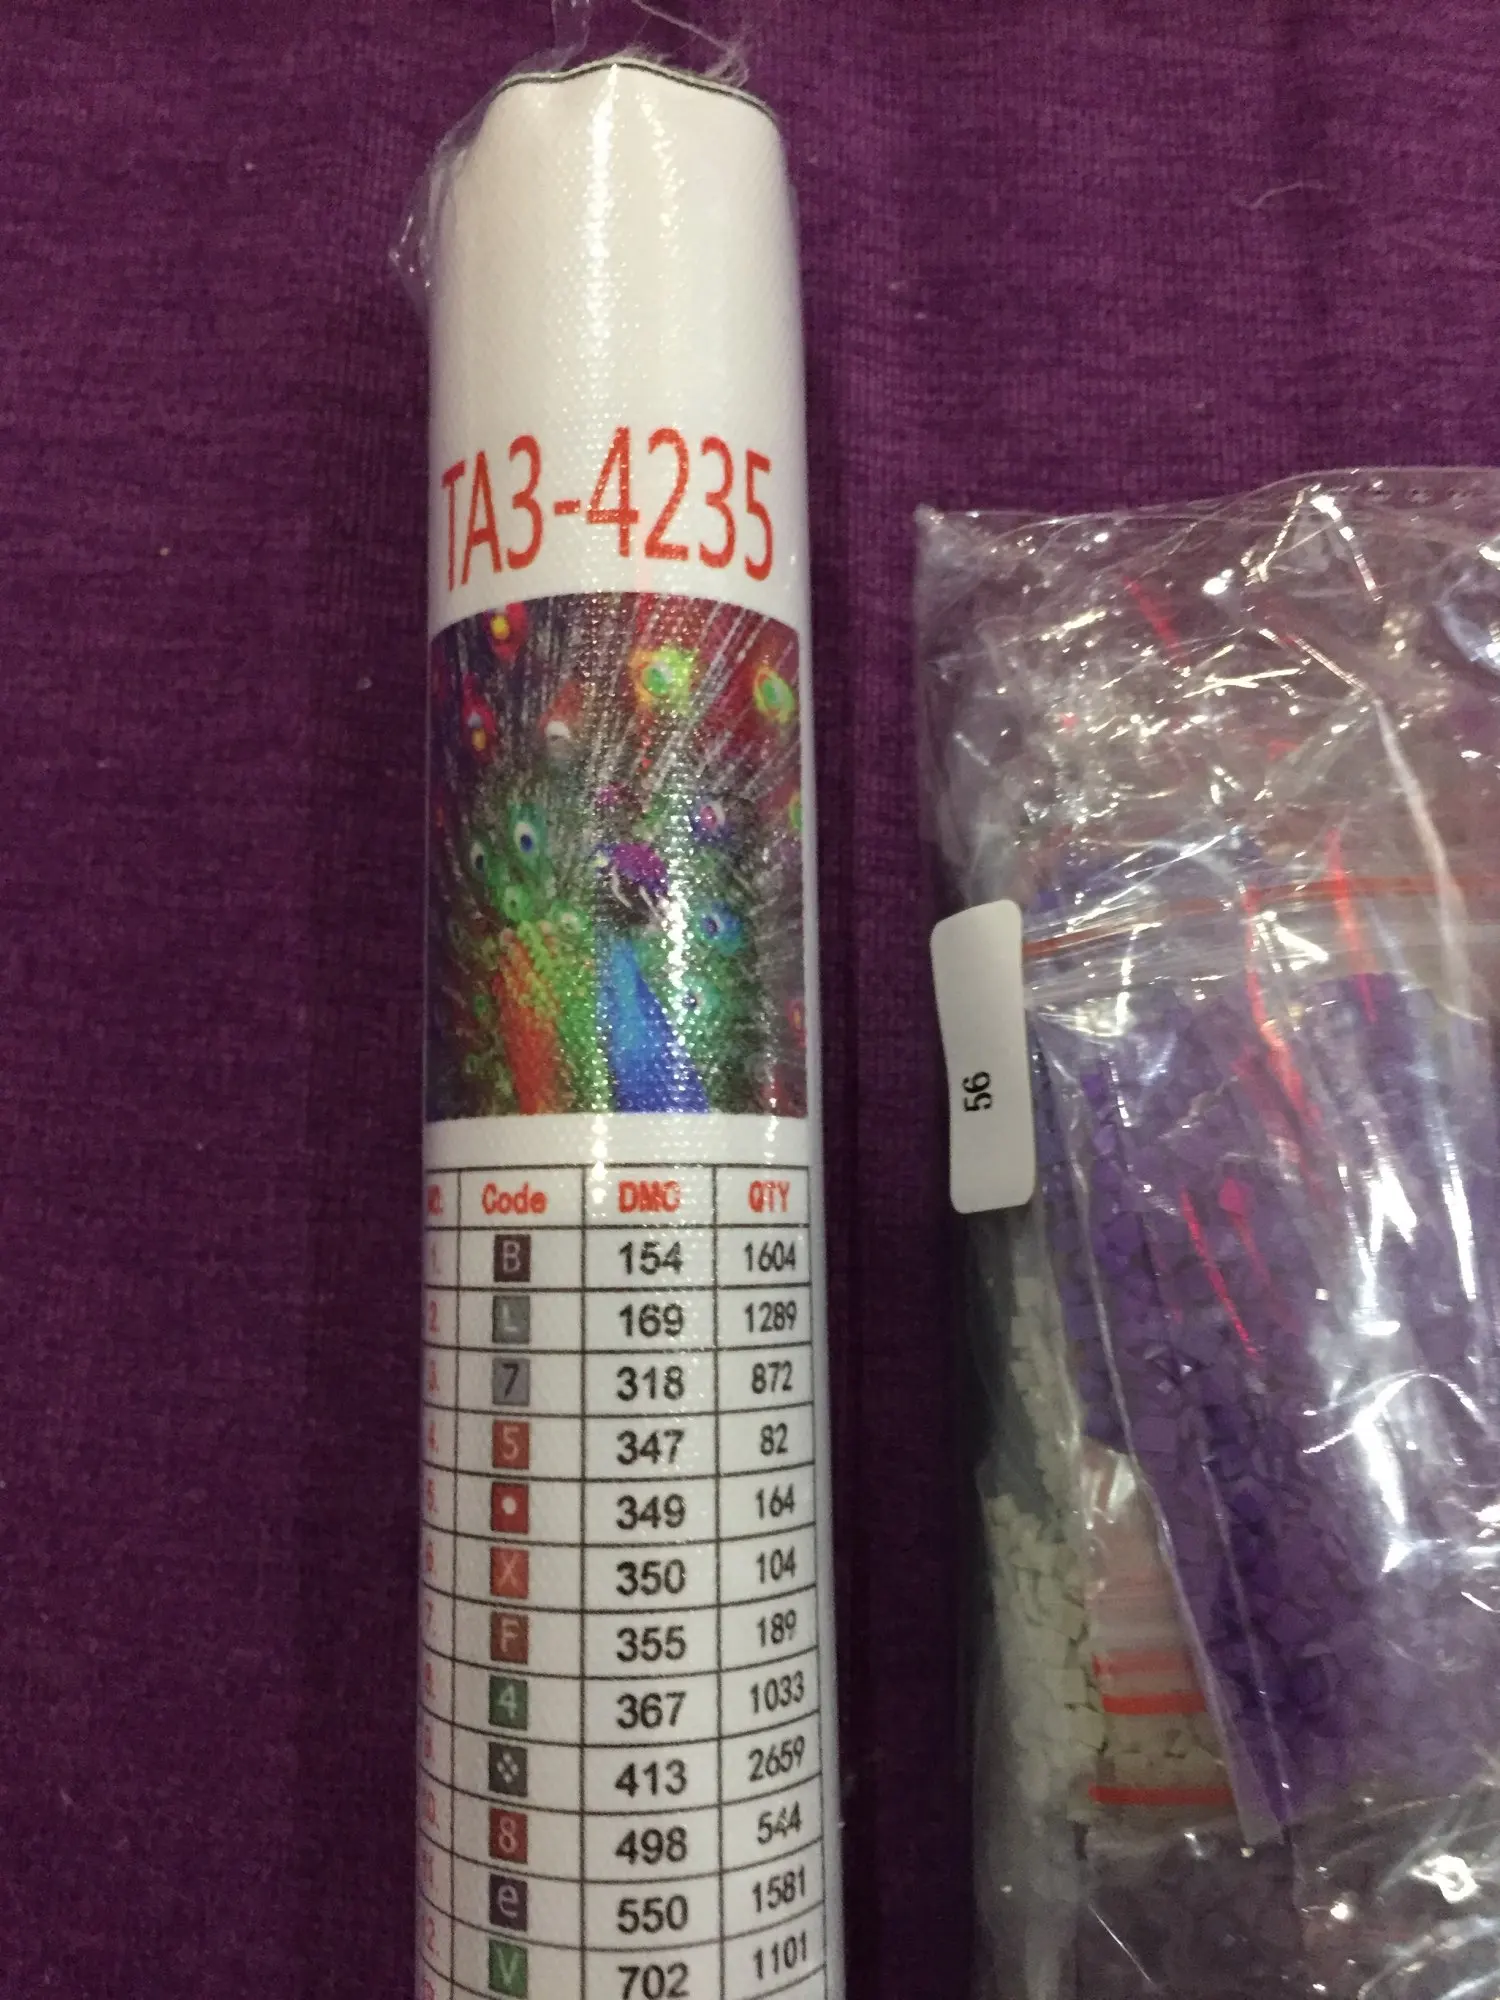 TA3-4235
NO. Code DMC QTY
1. B 154 1604
2. L 169 1289
3. 7 318 872
4. 5 347 82
5. 349 164
6. X 350 104
7. F 355 189
8. 4 367 1033
9. 413 2659
10. 8 498 544
11. e 550 1581
12. V 702 1101
56